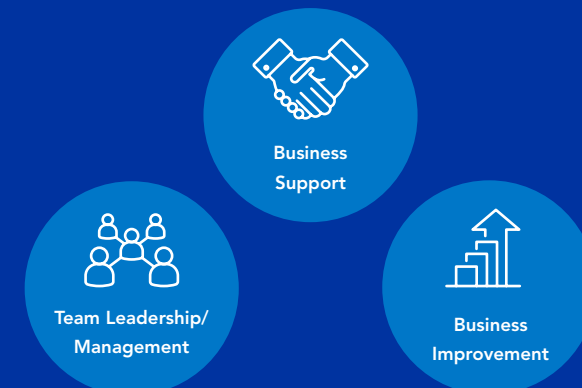 Business
Support
Team Leadership/
Management
Business
Improvement